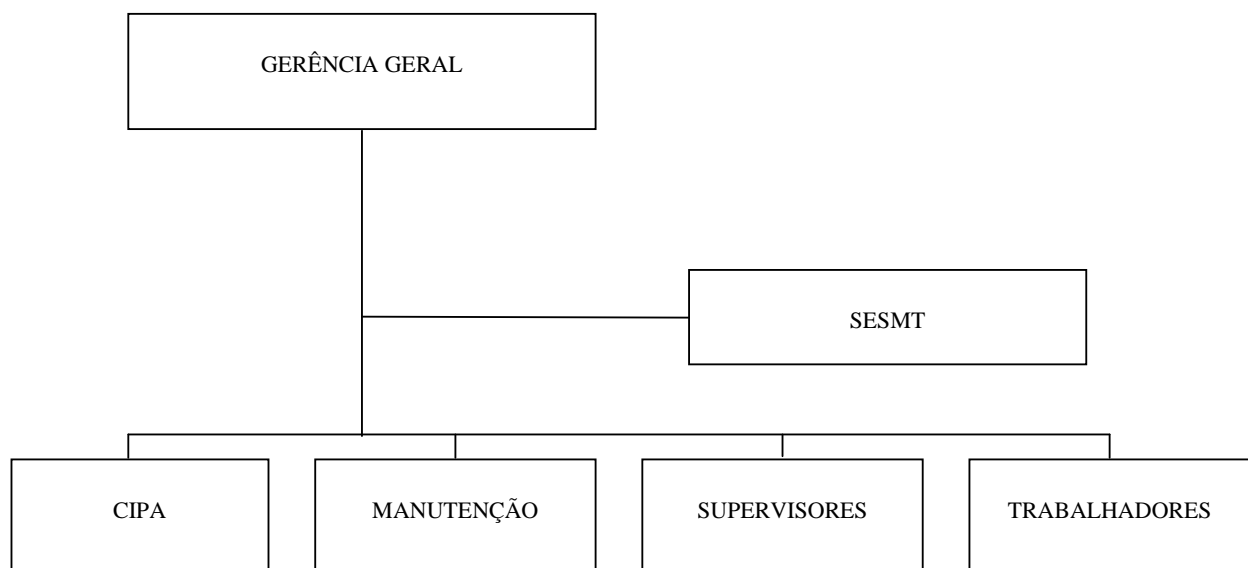 GERÊNCIA GERAL
SESMT
CIPA
MANUTENÇÃO
SUPERVISORES
TRABALHADORES